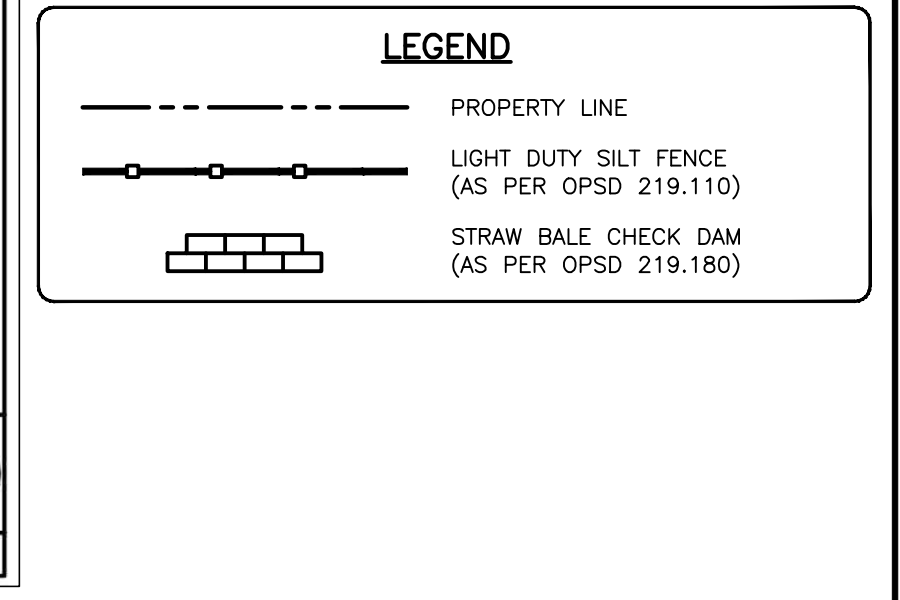 LEGEND
PROPERTY LINE
LIGHT DUTY SILT FENCE
(AS PER OPSD 219.110)
STRAW BALE CHECK DAM
(AS PER OPSD 219.180)